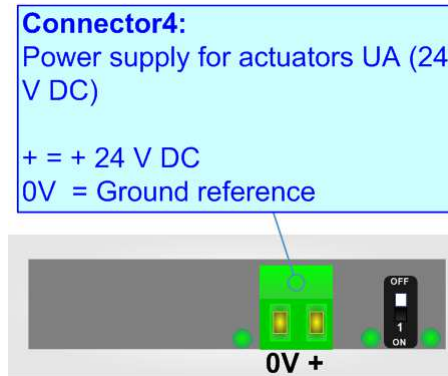 Connector4:
Power supply for actuators UA (24
V DC)
+ = + 24 V DC
0V = Ground reference
OFF
1
ON
0V +